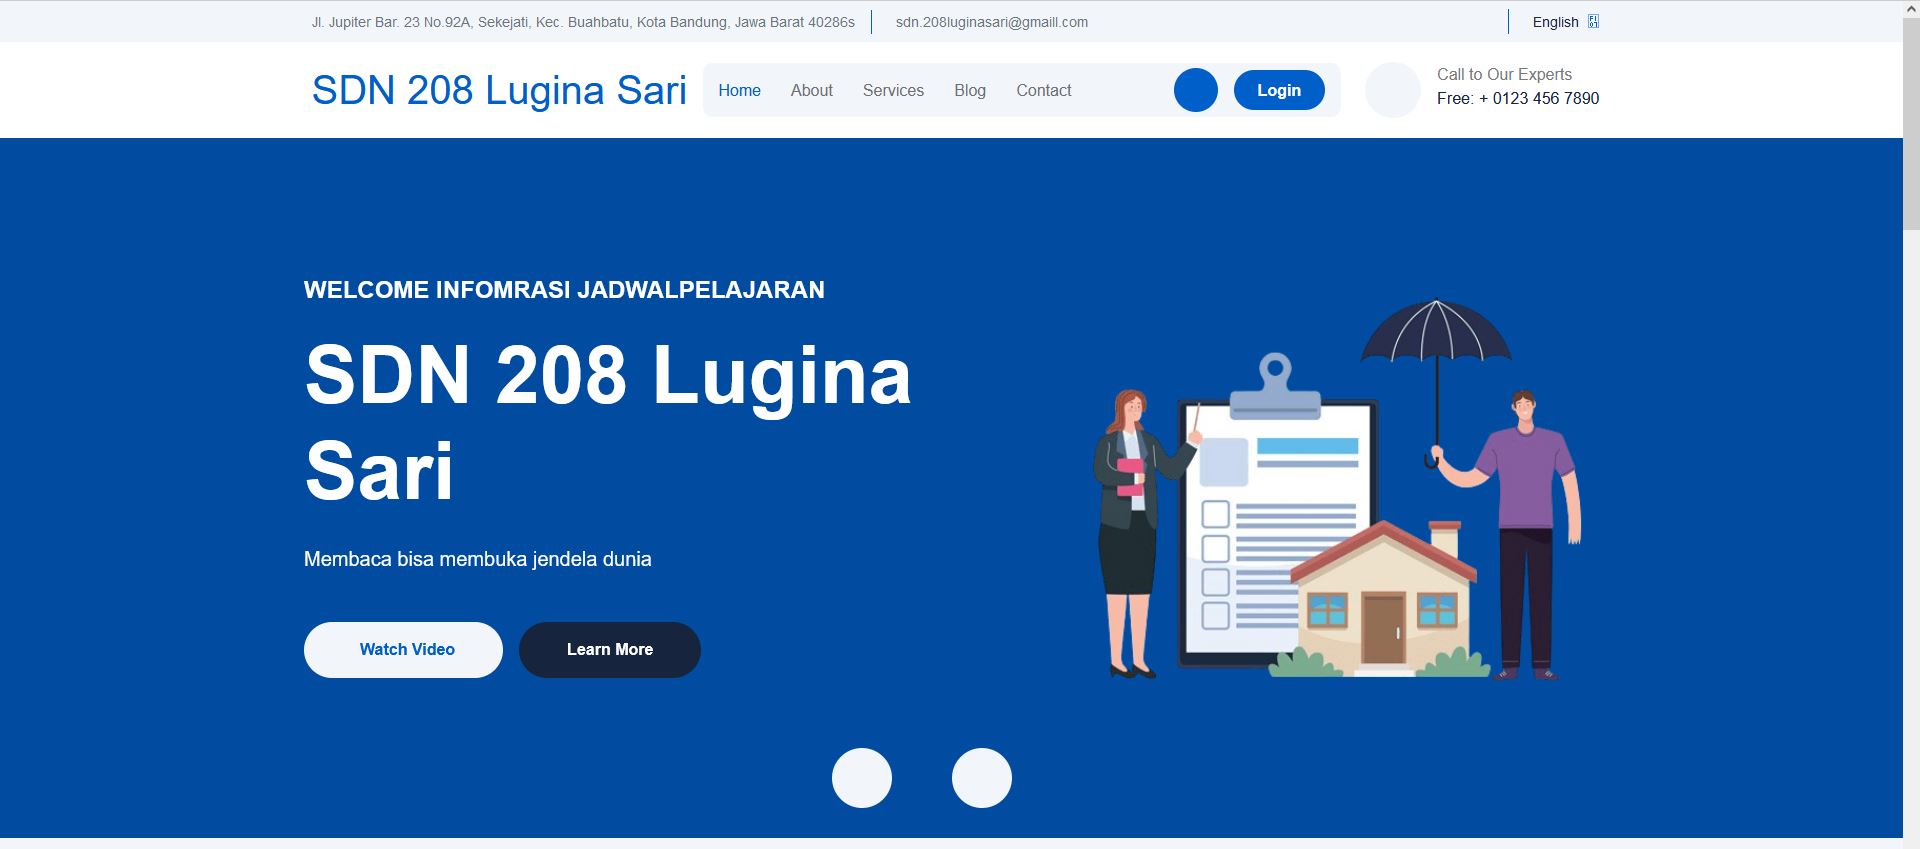 Jl. Jupiter Bar. 23 No.92A, Sekejati, Kec. Buahbatu, Kota Bandung, Jawa Barat 40286s
sdn.208luginasari@gmaill.com
English
SDN 208 Lugina Sari
Home
About
Services
Blog
Contact
Login
Call to Our Experts
Free: + 0123 456 7890
WELCOME INFOMRASI JADWALPELAJARAN
SDN 208 Lugina
Sari
Membaca bisa membuka jendela dunia
Watch Video
Learn More